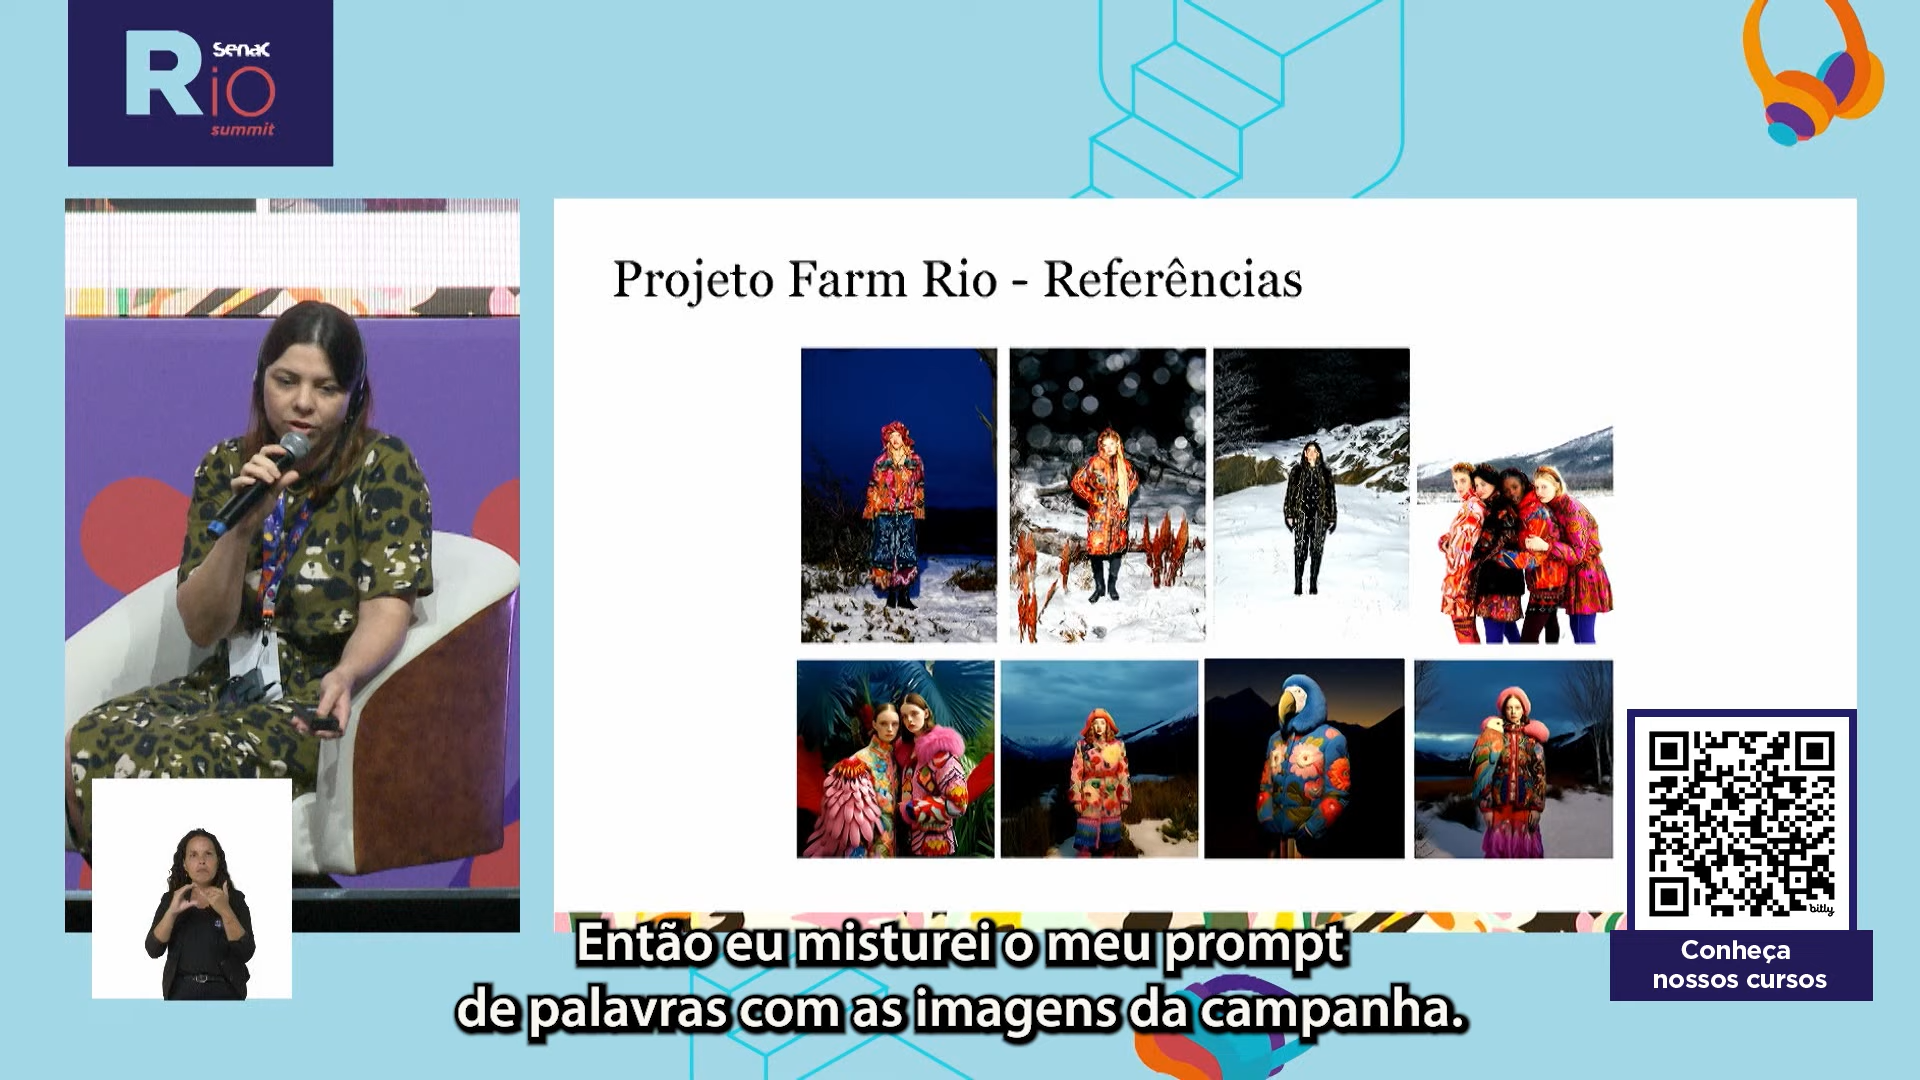 senac
Rio
summit
Projeto Farm Rio - Referências
bitly
Conheça
nossos cursos
Então eu misturei o meu prompt
de palavras com as imagens da campanha.